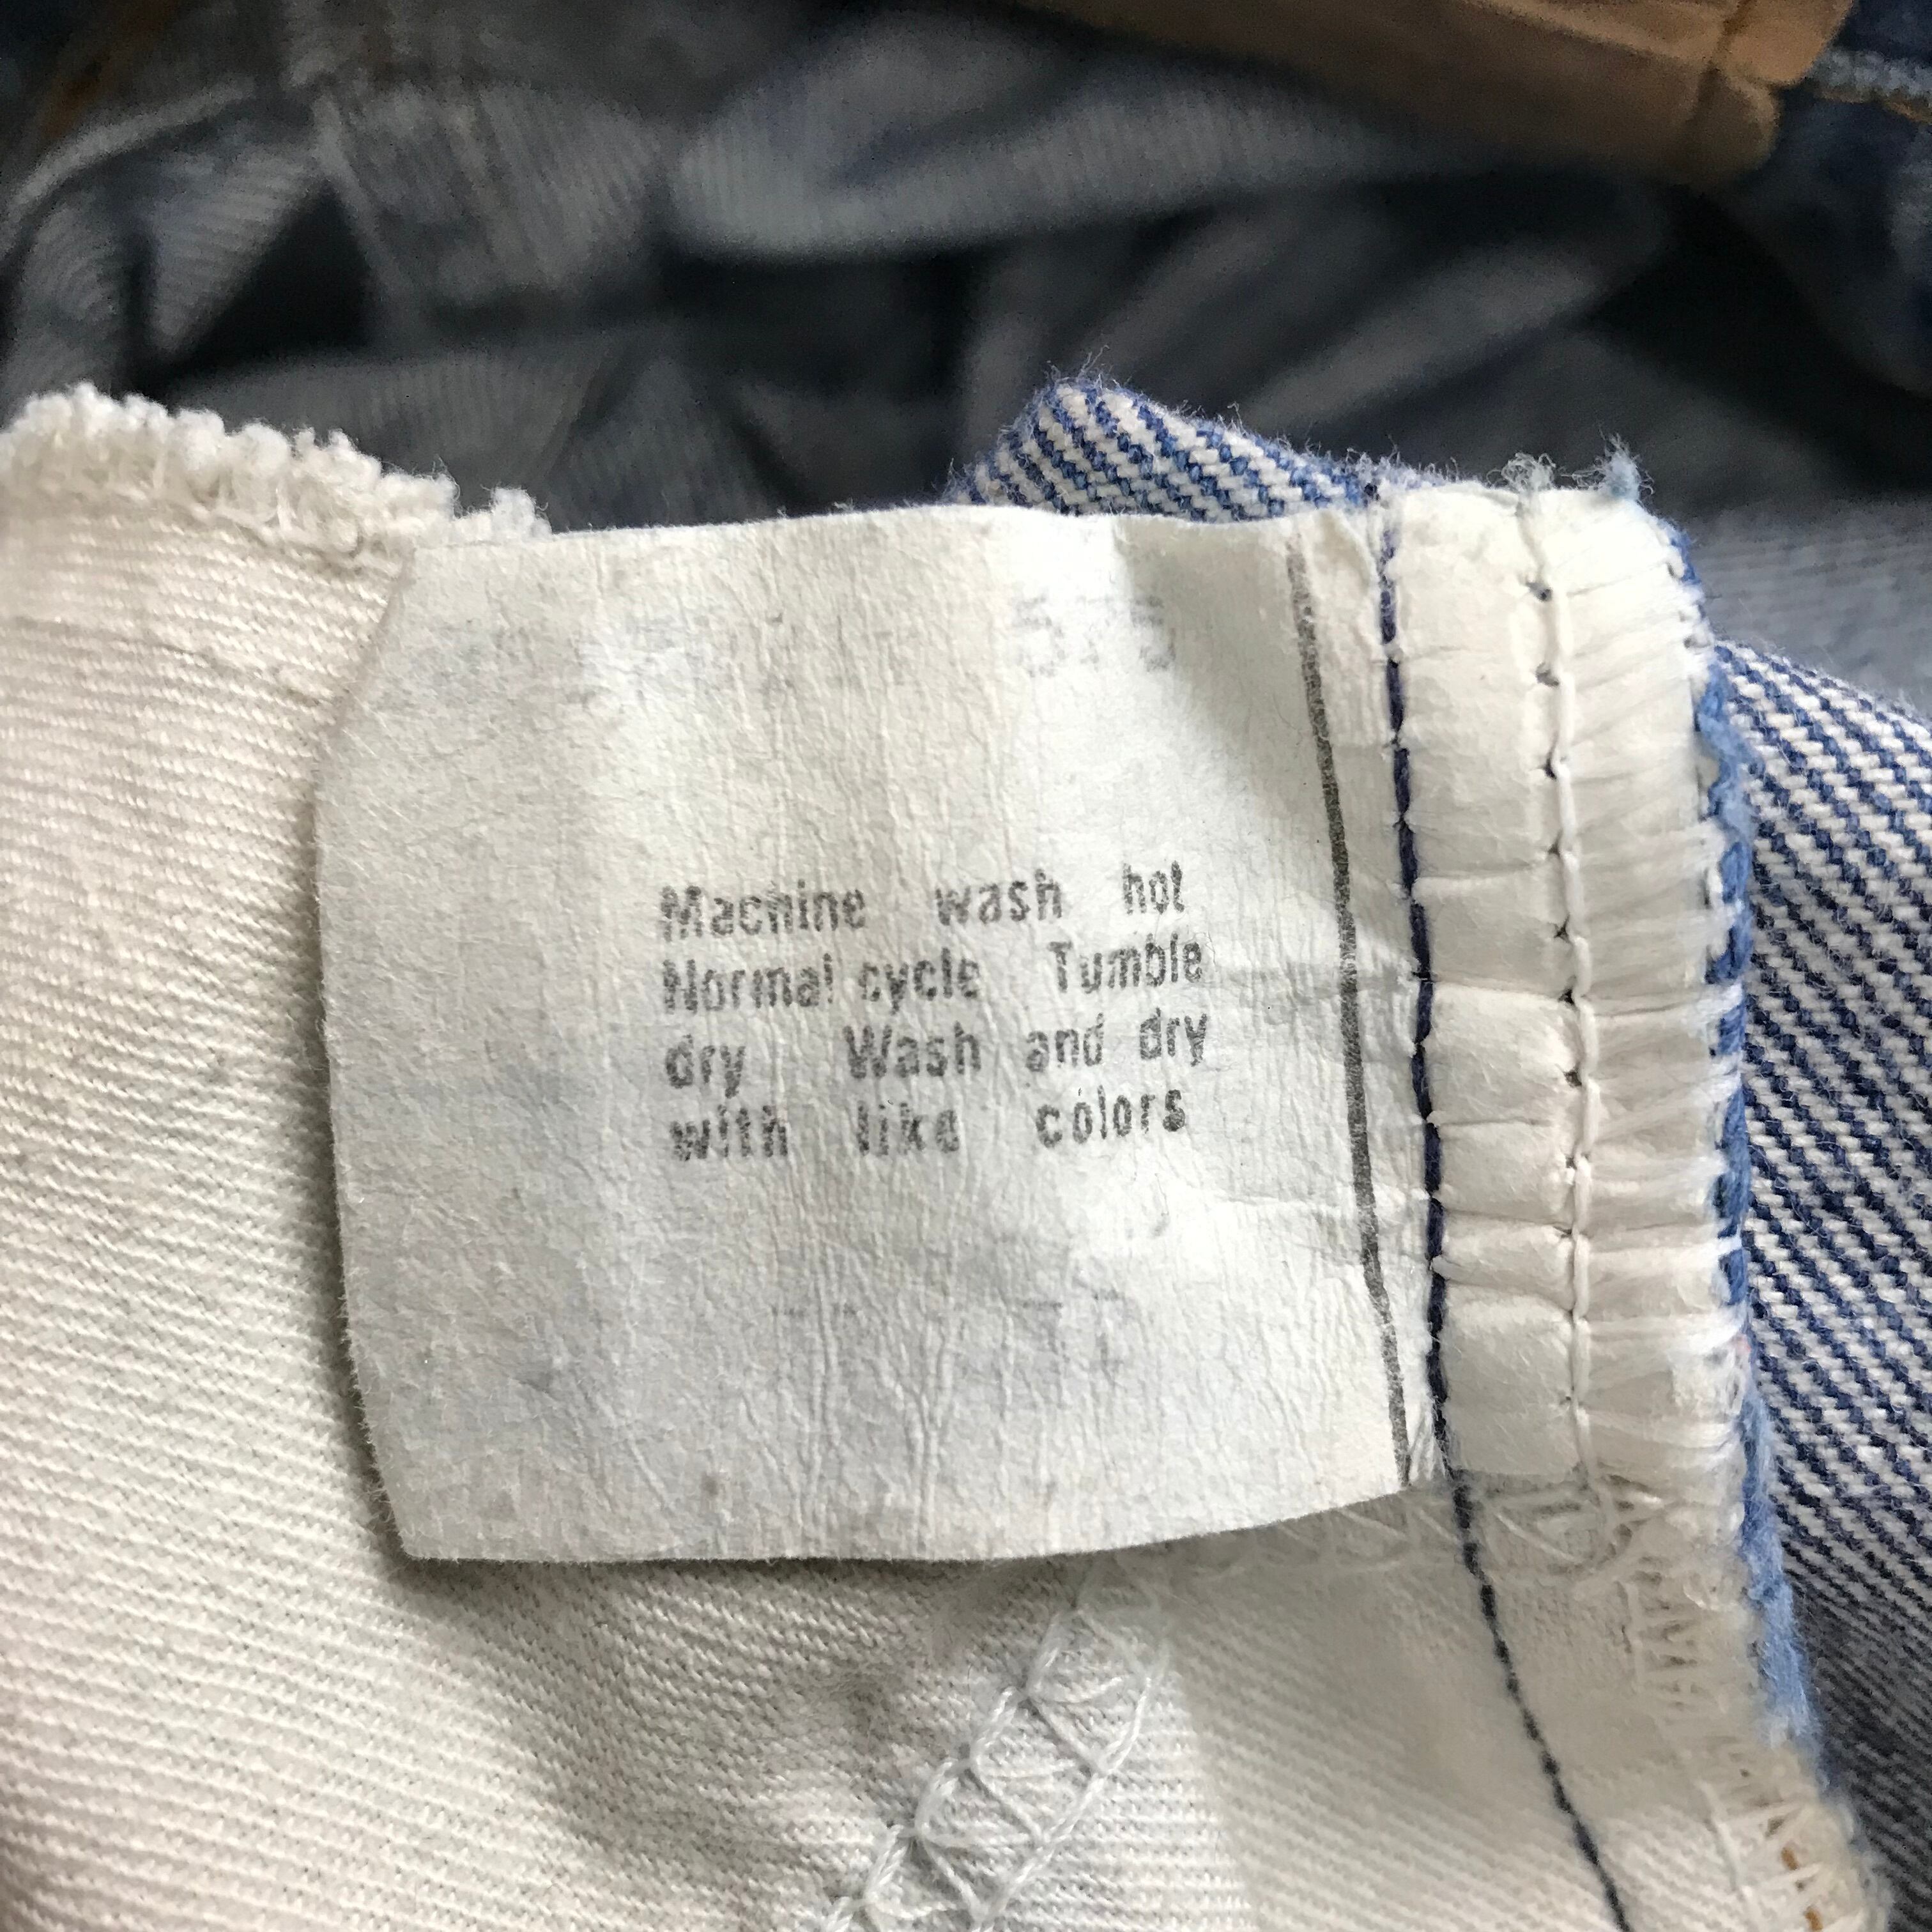 Machine wash hot
Normal cycle Tumble
dry Wash and dry
with like colors